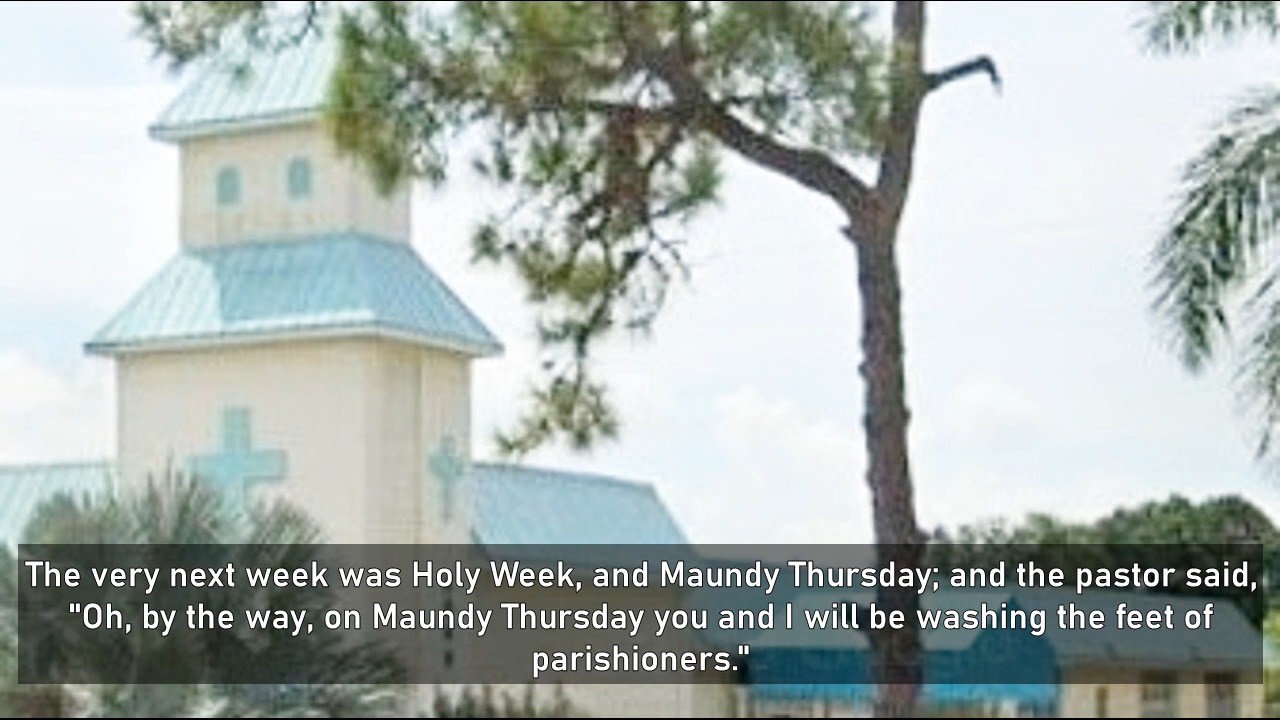 The very next week was Holy Week, and Maundy Thursday; and the pastor said,
"Oh, by the way, on Maundy Thursday you and I will be washing the feet of
parishioners."